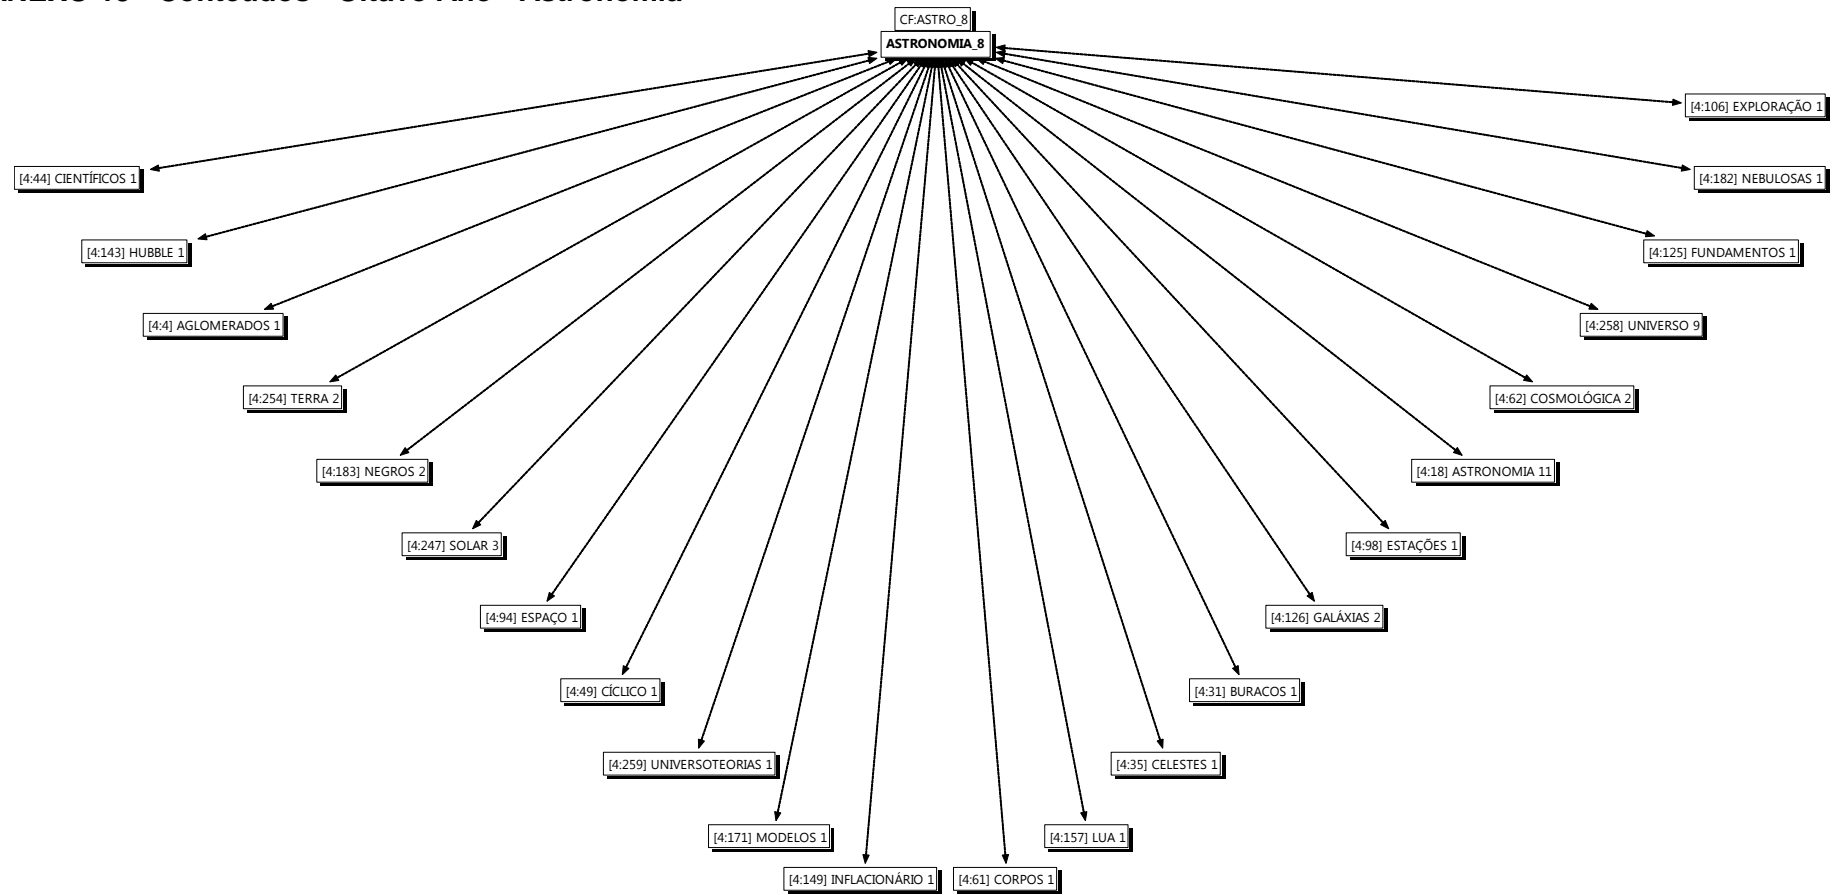 CF:ASTRO_8
ASTRONOMIA_8
[4:106] EXPLORAÇÃO 1
[4:44] CIENTÍFICOS 1
[4:182] NEBULOSAS 1
[4:143] HUBBLE 1
[4:125] FUNDAMENTOS 1
[4:4] AGLOMERADOS 1
[4:258] UNIVERSO 9
[4:254] TERRA 2
[4:62] COSMOLÓGICA 2
[4:183] NEGROS 2
[4:18] ASTRONOMIA 11
[4:247] SOLAR 3
[4:98] ESTAÇÕES 1
[4:94] ESPAÇO 1
[4:126] GALÁXIAS 2
[4:49] CÍCLICO 1
[4:31] BURACOS 1
[4:259] UNIVERSOTEORIAS 1
[4:35] CELESTES 1
[4:171] MODELOS 1
[4:157] LUA 1
[4:149] INFLACIONÁRIO 1
[4:61] CORPOS 1